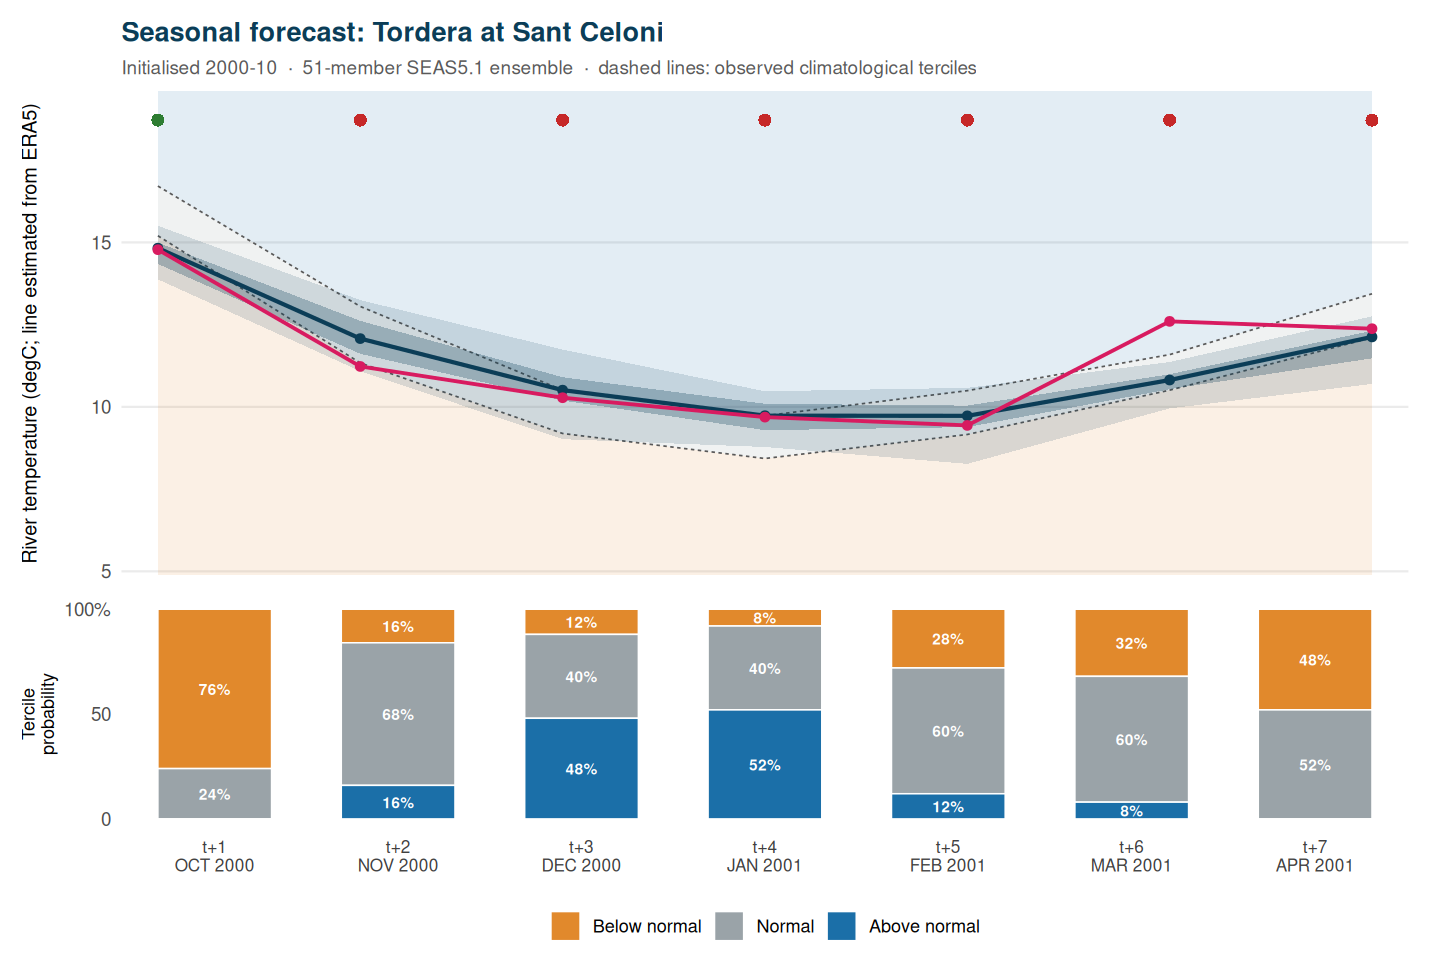 Seasonal forecast: Tordera at Sant Celoni
Initialised 2000-10 · 51-member SEAS5.1 ensemble · dashed lines: observed climatological terciles
River temperature (degC; line estimated from ERA5)
15
10
5
Tercile
probability
100%
50
0
76%
24%
16%
68%
16%
12%
40%
48%
8%
40%
52%
28%
60%
12%
32%
60%
8%
48%
52%
t+1
OCT 2000
t+2
NOV 2000
t+3
DEC 2000
t+4
JAN 2001
t+5
FEB 2001
t+6
MAR 2001
t+7
APR 2001
Below normal
Normal
Above normal